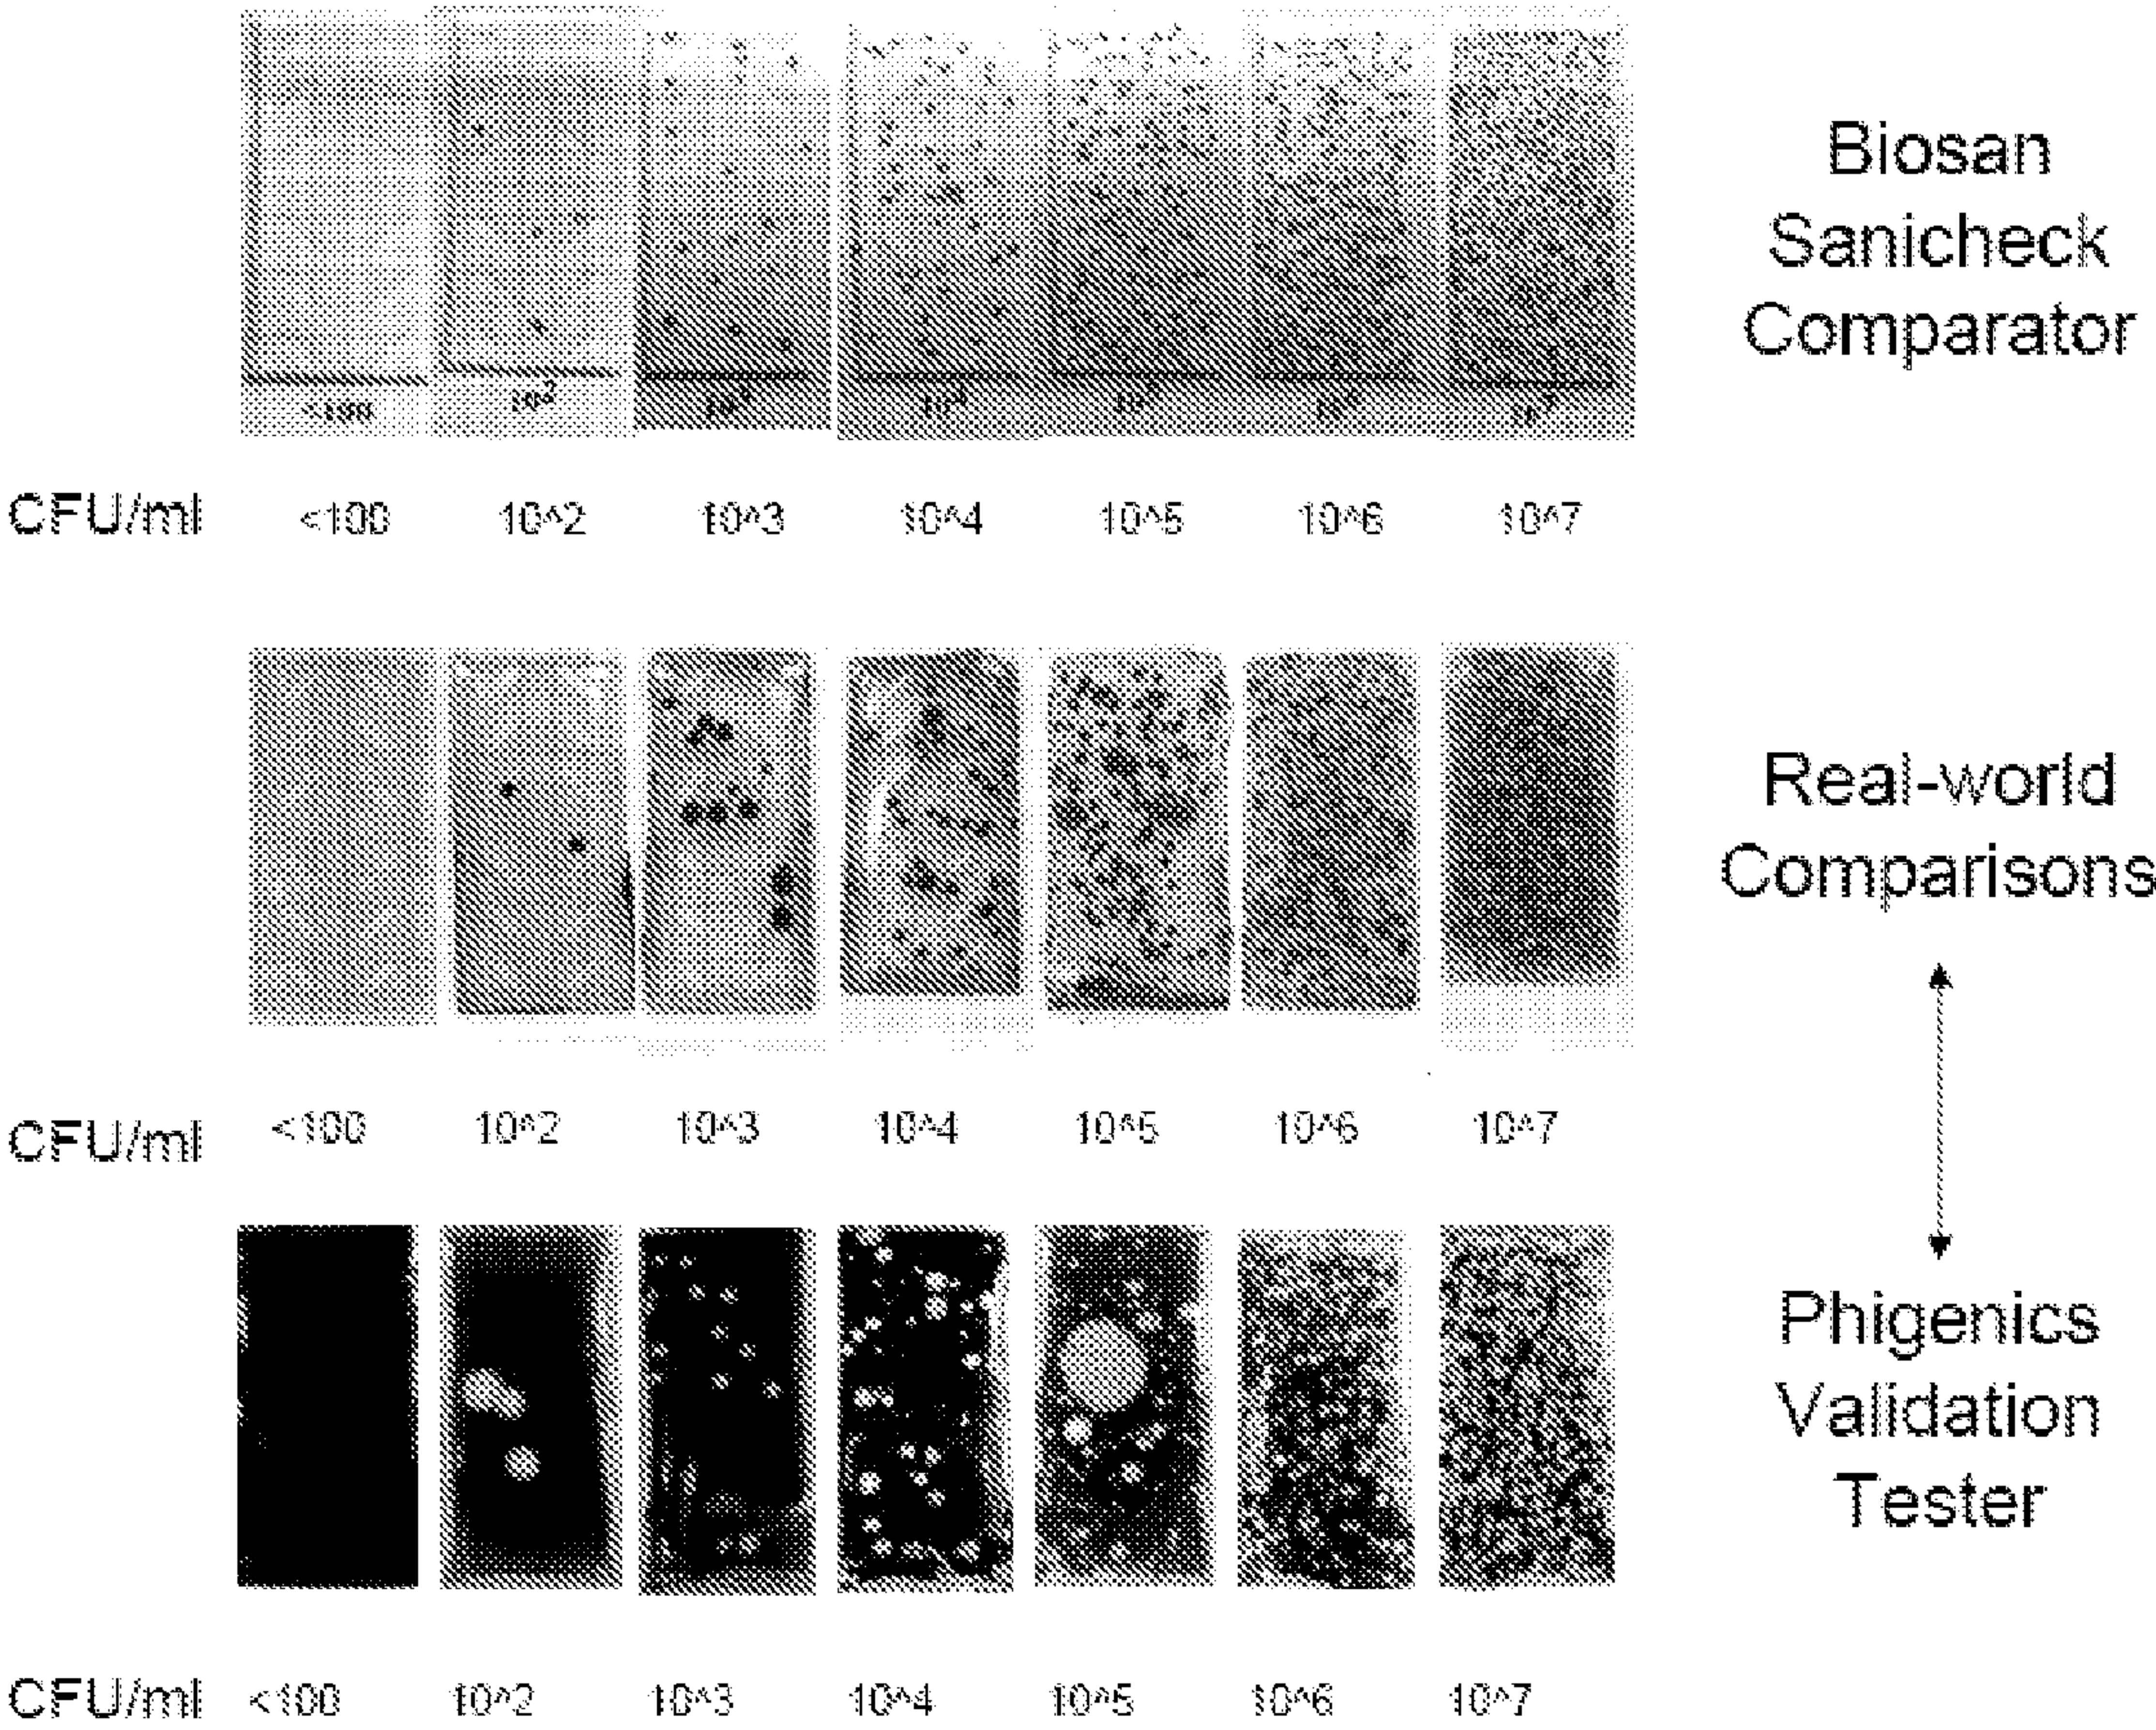 Biosan
Sanicheck
Comparator
<100
CFU/ml <100 10^2 10^3 10^4 10^5 10^6 10^7
Real-world
Comparisons
CFU/ml <100 10^2 10^3 10^4 10^5 10^6 10^7
Phigenics
Validation
Tester
CFU/ml <100 10^2 10^3 10^4 10^5 10^6 10^7